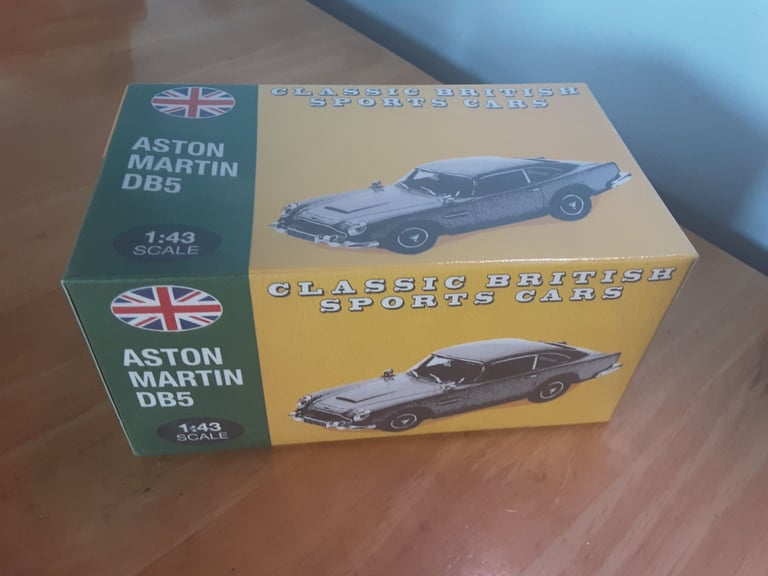 CLASSIC BRITISH
SPORTS CARS
ASTON
MARTIN
DB5
1:43
SCALE
CLASSIC BRITISH
SPORTS CARS
ASTON
MARTIN
DB5
1:43
SCALE